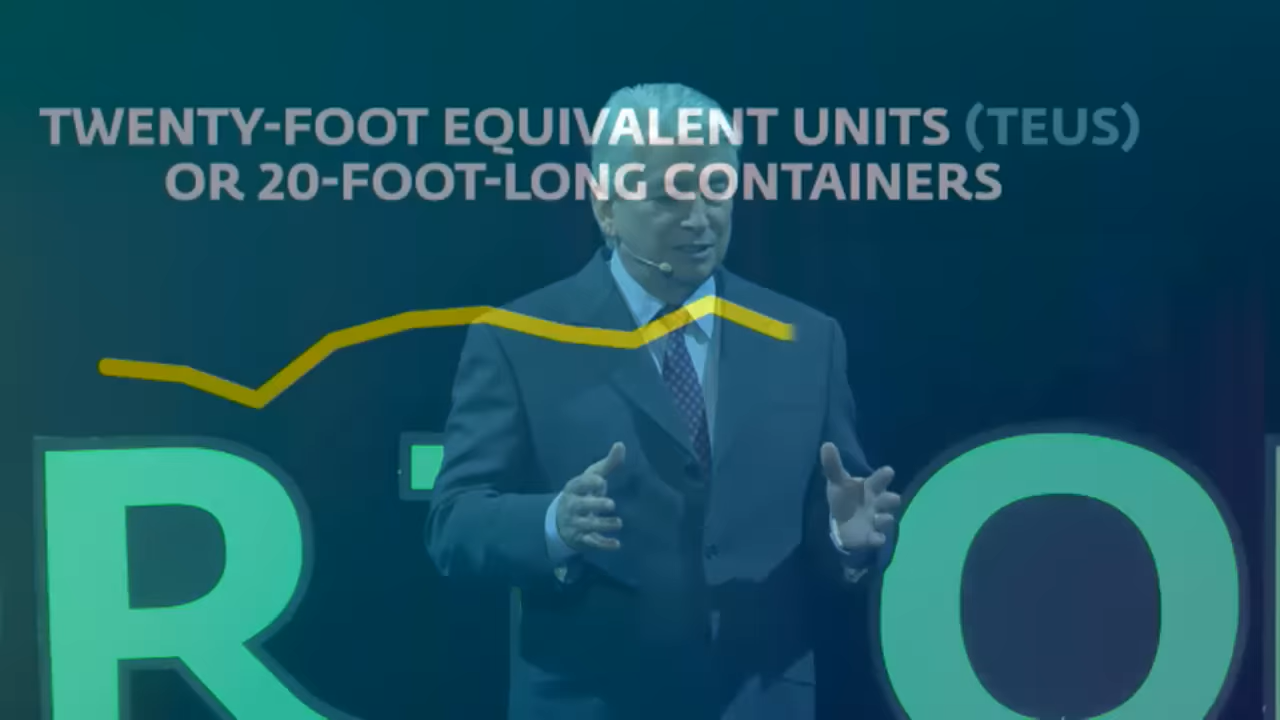 TWENTY-FOOT EQUIVALENT UNITS (TEUS)
OR 20-FOOT-LONG CONTAINERS